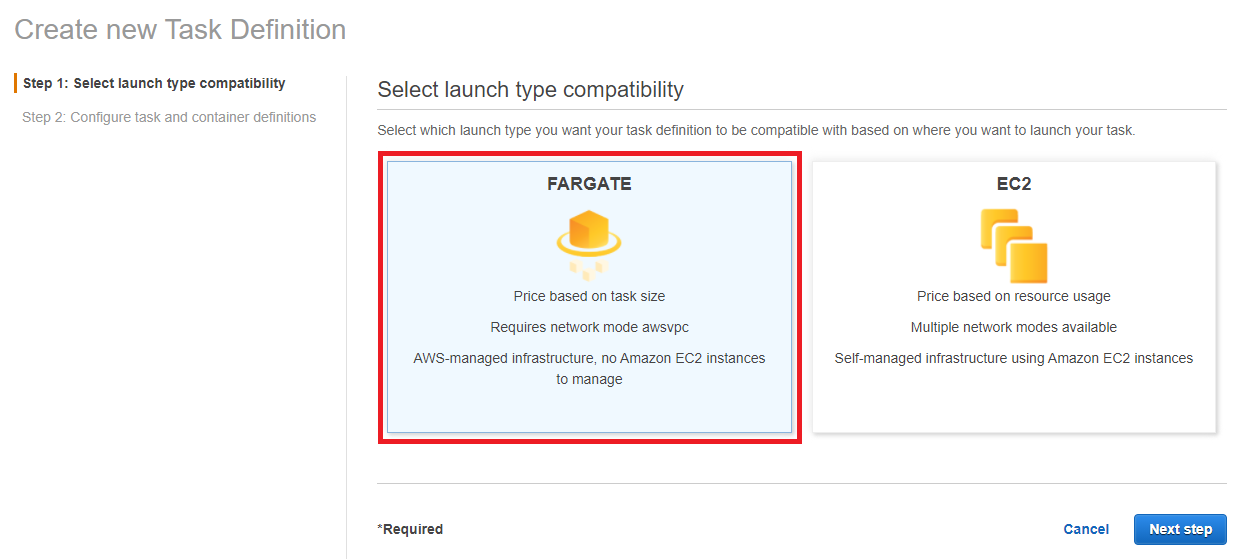 Create new Task Definition
Step 1: Select launch type compatibility
Step 2: Configure task and container definitions
Select launch type compatibility
Select which launch type you want your task definition to be compatible with based on where you want to launch your task.
FARGATE
Price based on task size
Requires network mode awsvpc
AWS-managed infrastructure, no Amazon EC2 instances
to manage
EC2
Price based on resource usage
Multiple network modes available
Self-managed infrastructure using Amazon EC2 instances
*Required
Cancel
Next step